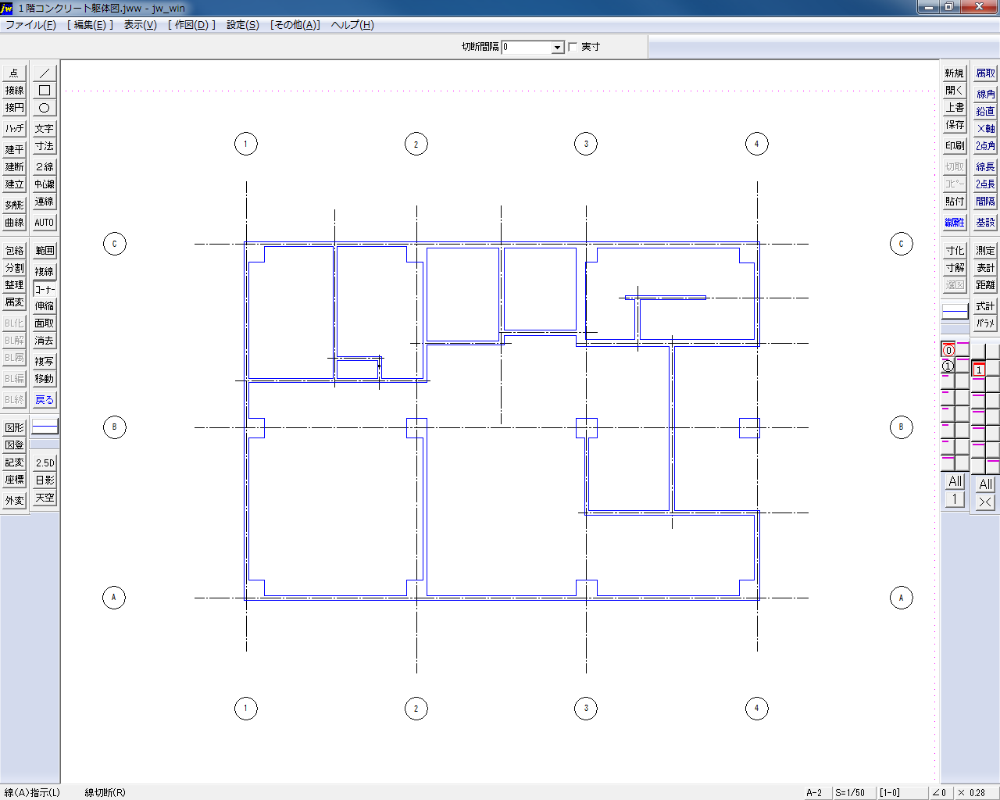 jw １階コンクリート躯体図.jww - jw_win
ファイル(F) [ 編集(E) ] 表示(V) [ 作図(D) ] 設定(S) [その他(A)] ヘルプ(H)
切断間隔 0 実寸
点 ／
接線 □
接円 ○
ハッチ 文字
建平 寸法
建断 ２線
建立 中心線
多角形 連線
曲線 AUTO
包絡 範囲
分割 複線
整理 コーナー
属変 伸縮
BL化 面取
BL解 消去
BL属 複写
BL編 移動
BL終 戻る
図形
図登
記変 2.5D
座標 日影
外変 天空
1 2 3 4
C C
B B
A A
1 2 3 4
新規 属取
開く 線角
上書 鉛直
保存 X軸
印刷 2点角
切取 線長
コピー 2点長
貼付 間隔
線属性 基設
寸化 測定
寸解 表計
選図 距離
式計
パラメ
0
1 1
All All
1 ×
線(A)指示(L) 線切断(R) A-2 S=1/50 [1-0] ∠0 × 0.28